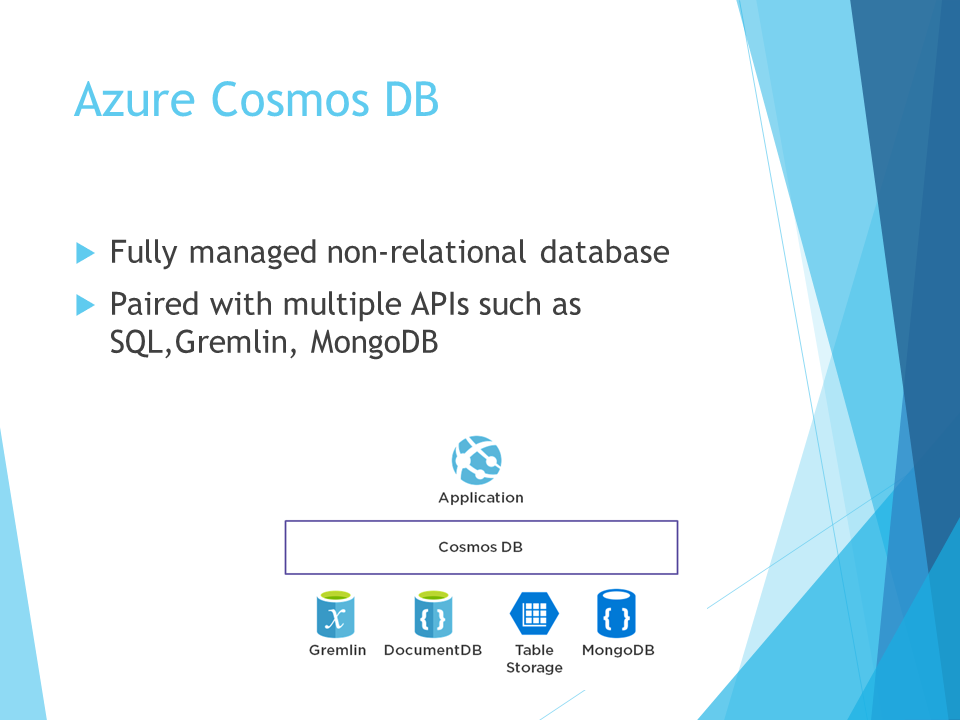 Azure Cosmos DB
Fully managed non-relational database
Paired with multiple APIs such as
SQL,Gremlin, MongoDB
Application
Cosmos DB
x
{ }
{ }
Gremlin DocumentDB Table MongoDB
Storage